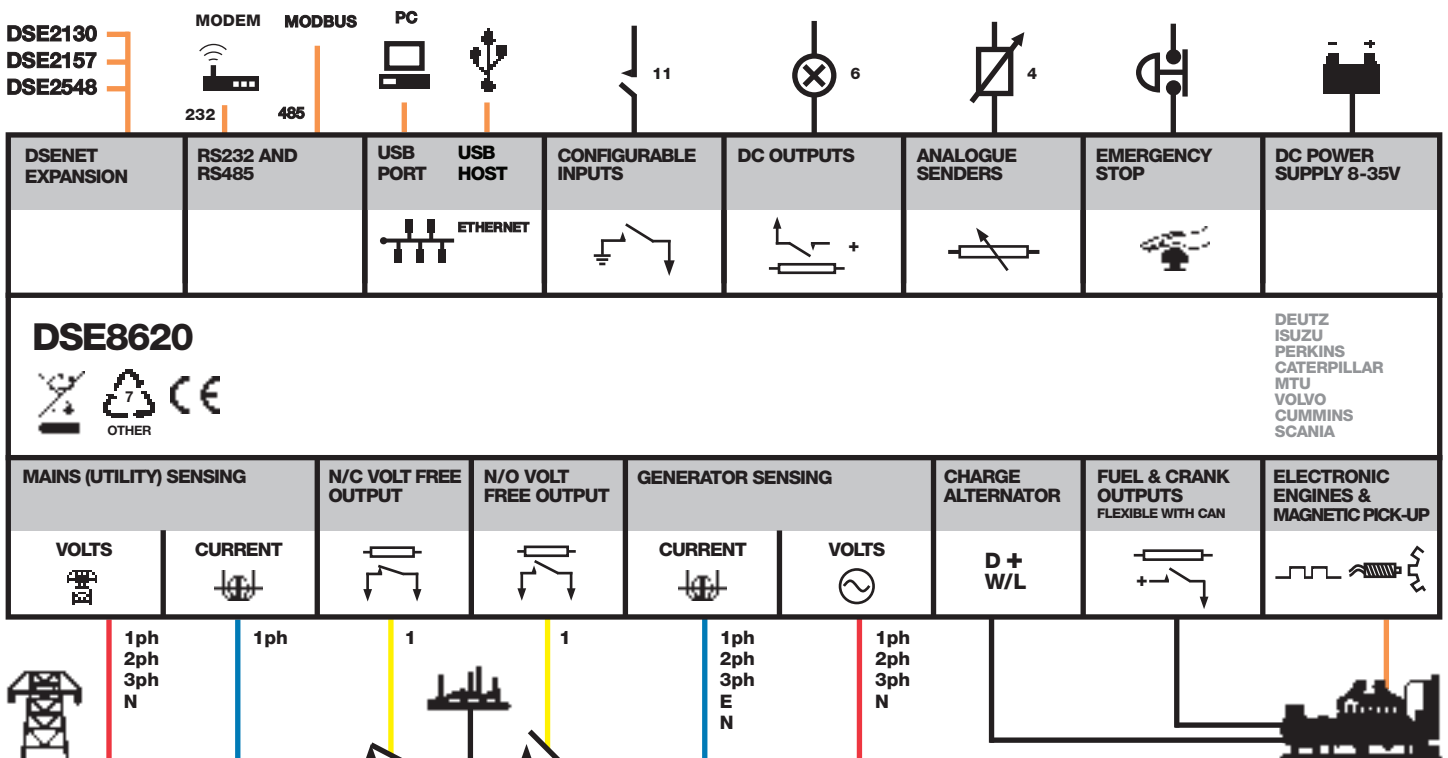 MODEM MODBUS PC
DSE2130
DSE2157
DSE2548
11 6 4 - +
232 485
DSENET
EXPANSION
RS232 AND
RS485
USB
PORT
USB
HOST
CONFIGURABLE
INPUTS
DC OUTPUTS
ANALOGUE
SENDERS
EMERGENCY
STOP
DC POWER
SUPPLY 8-35V
ETHERNET
+
DSE8620
7
OTHER
CE
DEUTZ
ISUZU
PERKINS
CATERPILLAR
MTU
VOLVO
CUMMINS
SCANIA
MAINS (UTILITY) SENSING
N/C VOLT FREE
OUTPUT
N/O VOLT
FREE OUTPUT
GENERATOR SENSING
CHARGE
ALTERNATOR
FUEL & CRANK
OUTPUTS
FLEXIBLE WITH CAN
ELECTRONIC
ENGINES &
MAGNETIC PICK-UP
VOLTS
CURRENT
CURRENT
VOLTS
D +
W/L
+
1ph
2ph
3ph
N
1ph
1
1
1ph
2ph
3ph
E
N
1ph
2ph
3ph
N